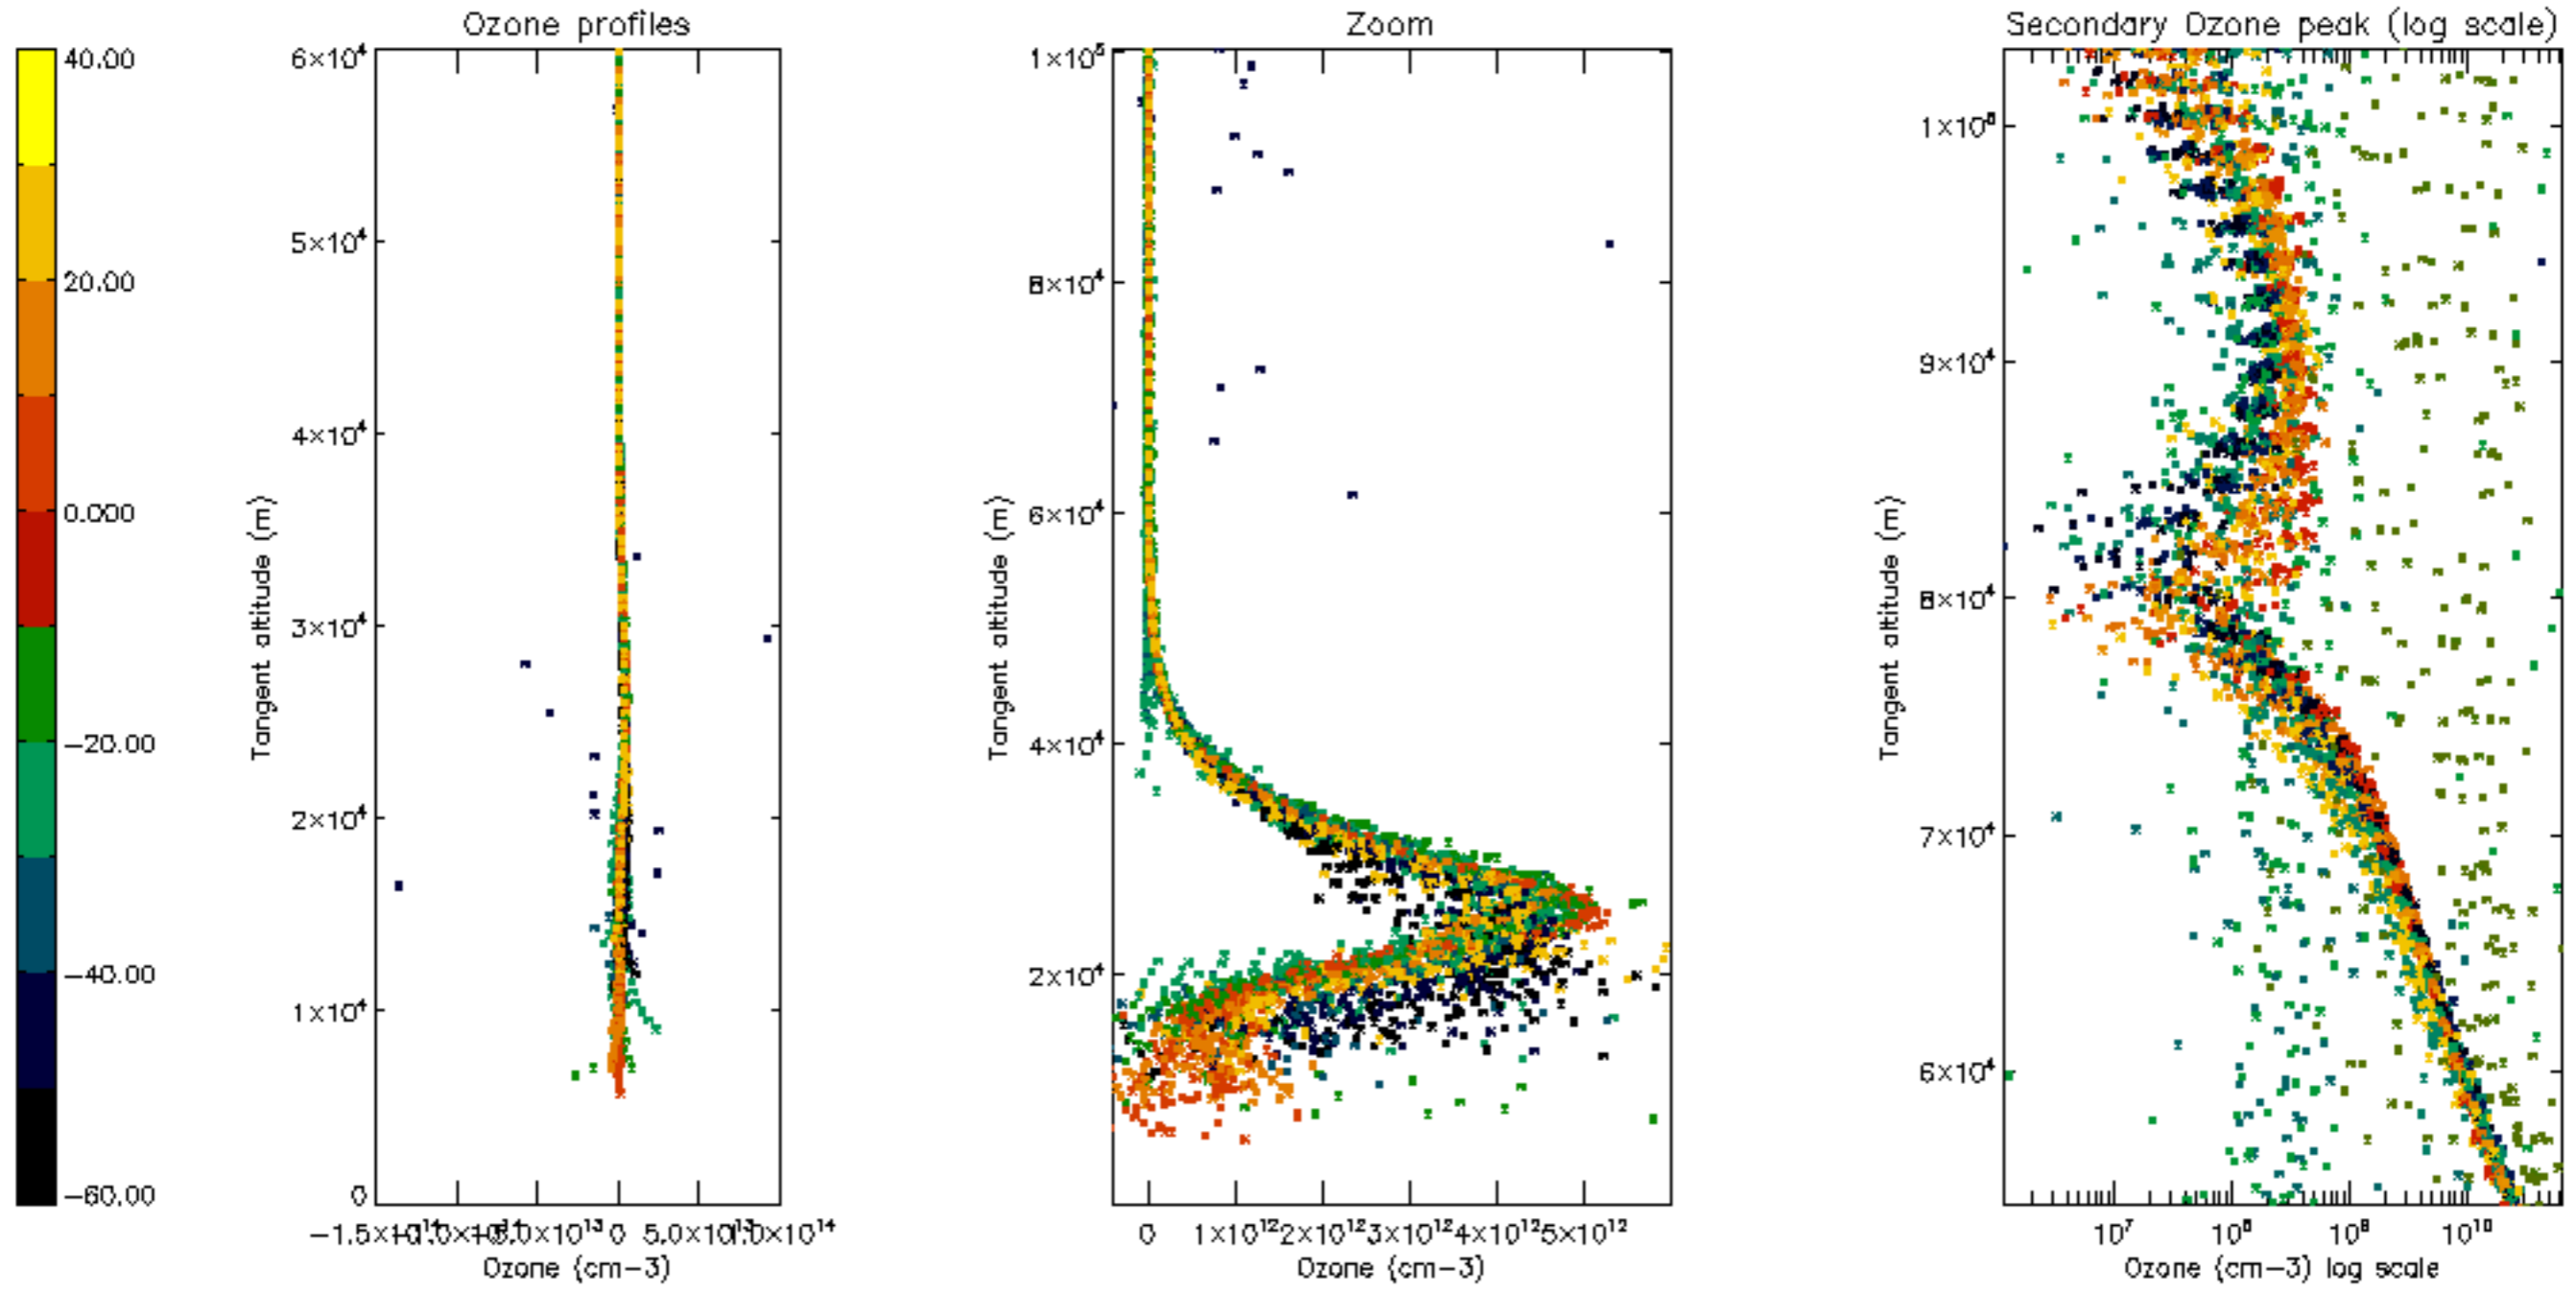 Ozone profiles
Zoom
Secondary Ozone peak (log scale)
40.00
20.00
0.000
−20.00
−40.00
−60.00
6×10⁴
5×10⁴
4×10⁴
3×10⁴
2×10⁴
1×10⁴
0
Tangent altitude (m)
0 5.0×10¹³
Ozone (cm−3)
1×10⁵
8×10⁴
6×10⁴
4×10⁴
2×10⁴
Tangent altitude (m)
0 1×10¹² 2×10¹² 3×10¹² 4×10¹² 5×10¹²
Ozone (cm−3)
1×10⁵
9×10⁴
8×10⁴
7×10⁴
6×10⁴
Tangent altitude (m)
10⁷ 10⁸ 10⁹ 10¹⁰
Ozone (cm−3) log scale